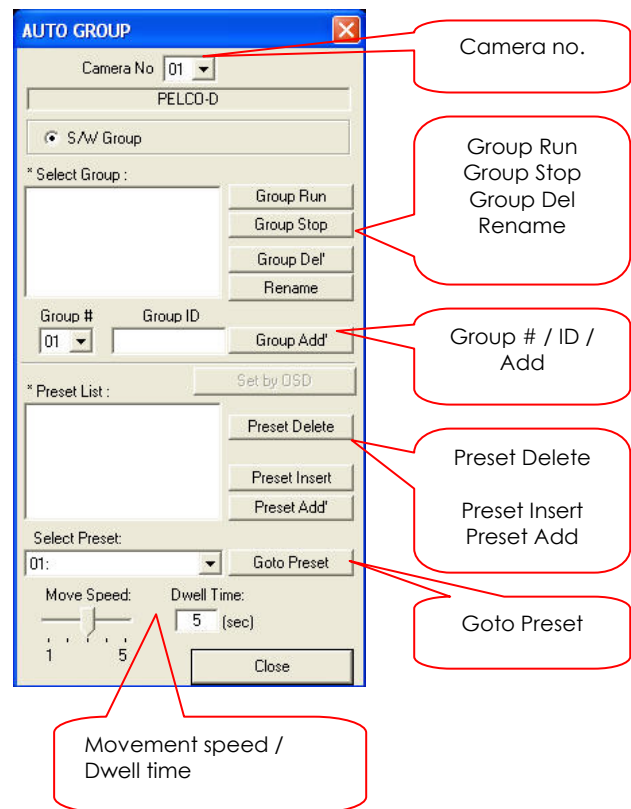 AUTO GROUP
Camera No 01
Camera no.
PELCO-D
S/W Group
* Select Group :
Group Run
Group Stop
Group Del'
Rename
Group Run
Group Stop
Group Del
Rename
Group # Group ID
01
Group Add'
Group # / ID /
Add
Set by OSD
* Preset List :
Preset Delete
Preset Insert
Preset Add'
Preset Delete
Preset Insert
Preset Add
Select Preset:
01:
Goto Preset
Goto Preset
Move Speed: Dwell Time:
5 (sec)
1 5
Close
Movement speed /
Dwell time